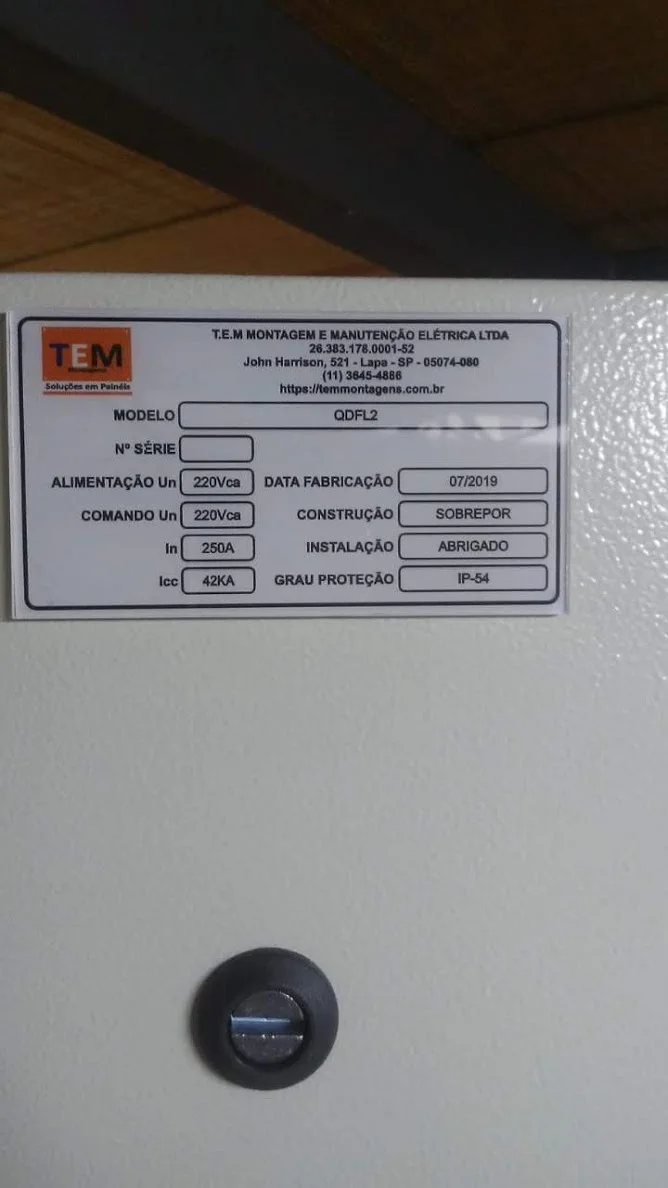 TEM
Montagens
Soluções em Painéis
T.E.M MONTAGEM E MANUTENÇÃO ELÉTRICA LTDA
26.383.178.0001-52
John Harrison, 521 - Lapa - SP - 05074-080
(11) 3645-4886
https://temmontagens.com.br
MODELO QDFL2
Nº SÉRIE
ALIMENTAÇÃO Un 220Vca DATA FABRICAÇÃO 07/2019
COMANDO Un 220Vca CONSTRUÇÃO SOBREPOR
In 250A INSTALAÇÃO ABRIGADO
Icc 42KA GRAU PROTEÇÃO IP-54